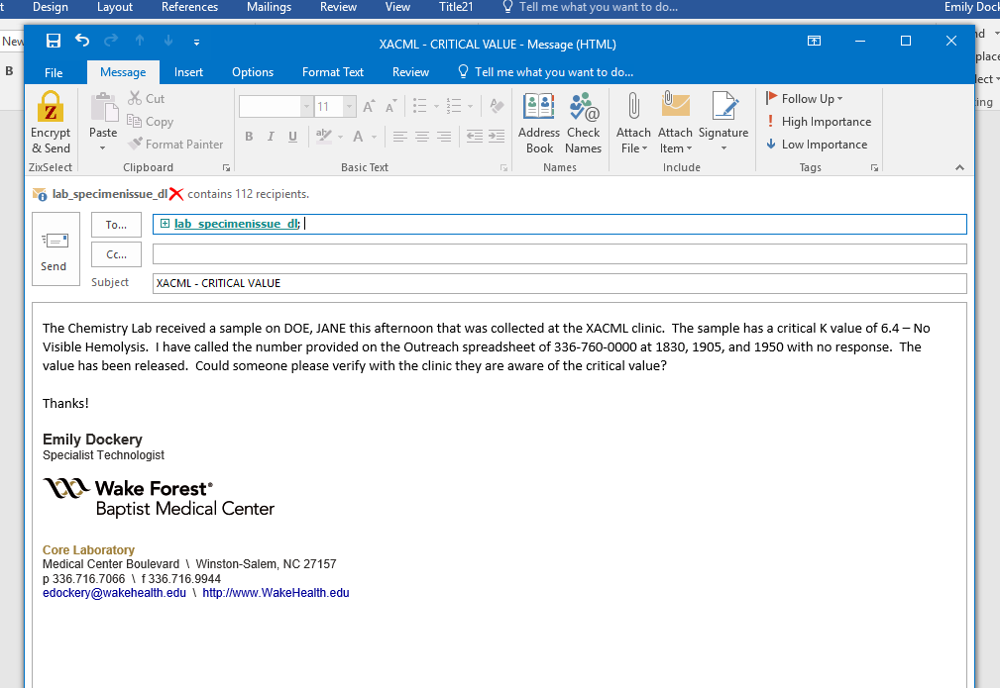 t Design Layout References Mailings Review View Title21 Tell me what you want to do... Emily Dock
New
XACML - CRITICAL VALUE - Message (HTML)
nd
File Message Insert Options Format Text Review Tell me what you want to do...
place
B
lect
Cut
11
Follow Up
Copy
High Importance
Encrypt & Send
Paste
Format Painter
B I U
A
Address Book
Check Names
Attach File
Attach Item
Signature
Low Importance
ing
ZixSelect Clipboard Basic Text Names Include Tags
lab_specimenissue_dl contains 112 recipients.
To... lab_specimenissue_dl;
Cc...
Send
Subject XACML - CRITICAL VALUE
The Chemistry Lab received a sample on DOE, JANE this afternoon that was collected at the XACML clinic. The sample has a critical K value of 6.4 – No
Visible Hemolysis. I have called the number provided on the Outreach spreadsheet of 336-760-0000 at 1830, 1905, and 1950 with no response. The
value has been released. Could someone please verify with the clinic they are aware of the critical value?
Thanks!
Emily Dockery
Specialist Technologist
Wake Forest®
Baptist Medical Center
Core Laboratory
Medical Center Boulevard \ Winston-Salem, NC 27157
p 336.716.7066 \ f 336.716.9944
edockery@wakehealth.edu \ http://www.WakeHealth.edu